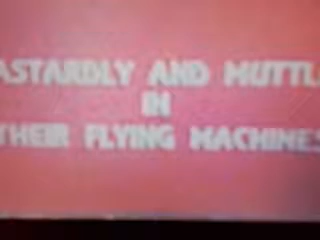 ASTARDLY AND MUTTL
IN
THEIR FLYING MACHINES